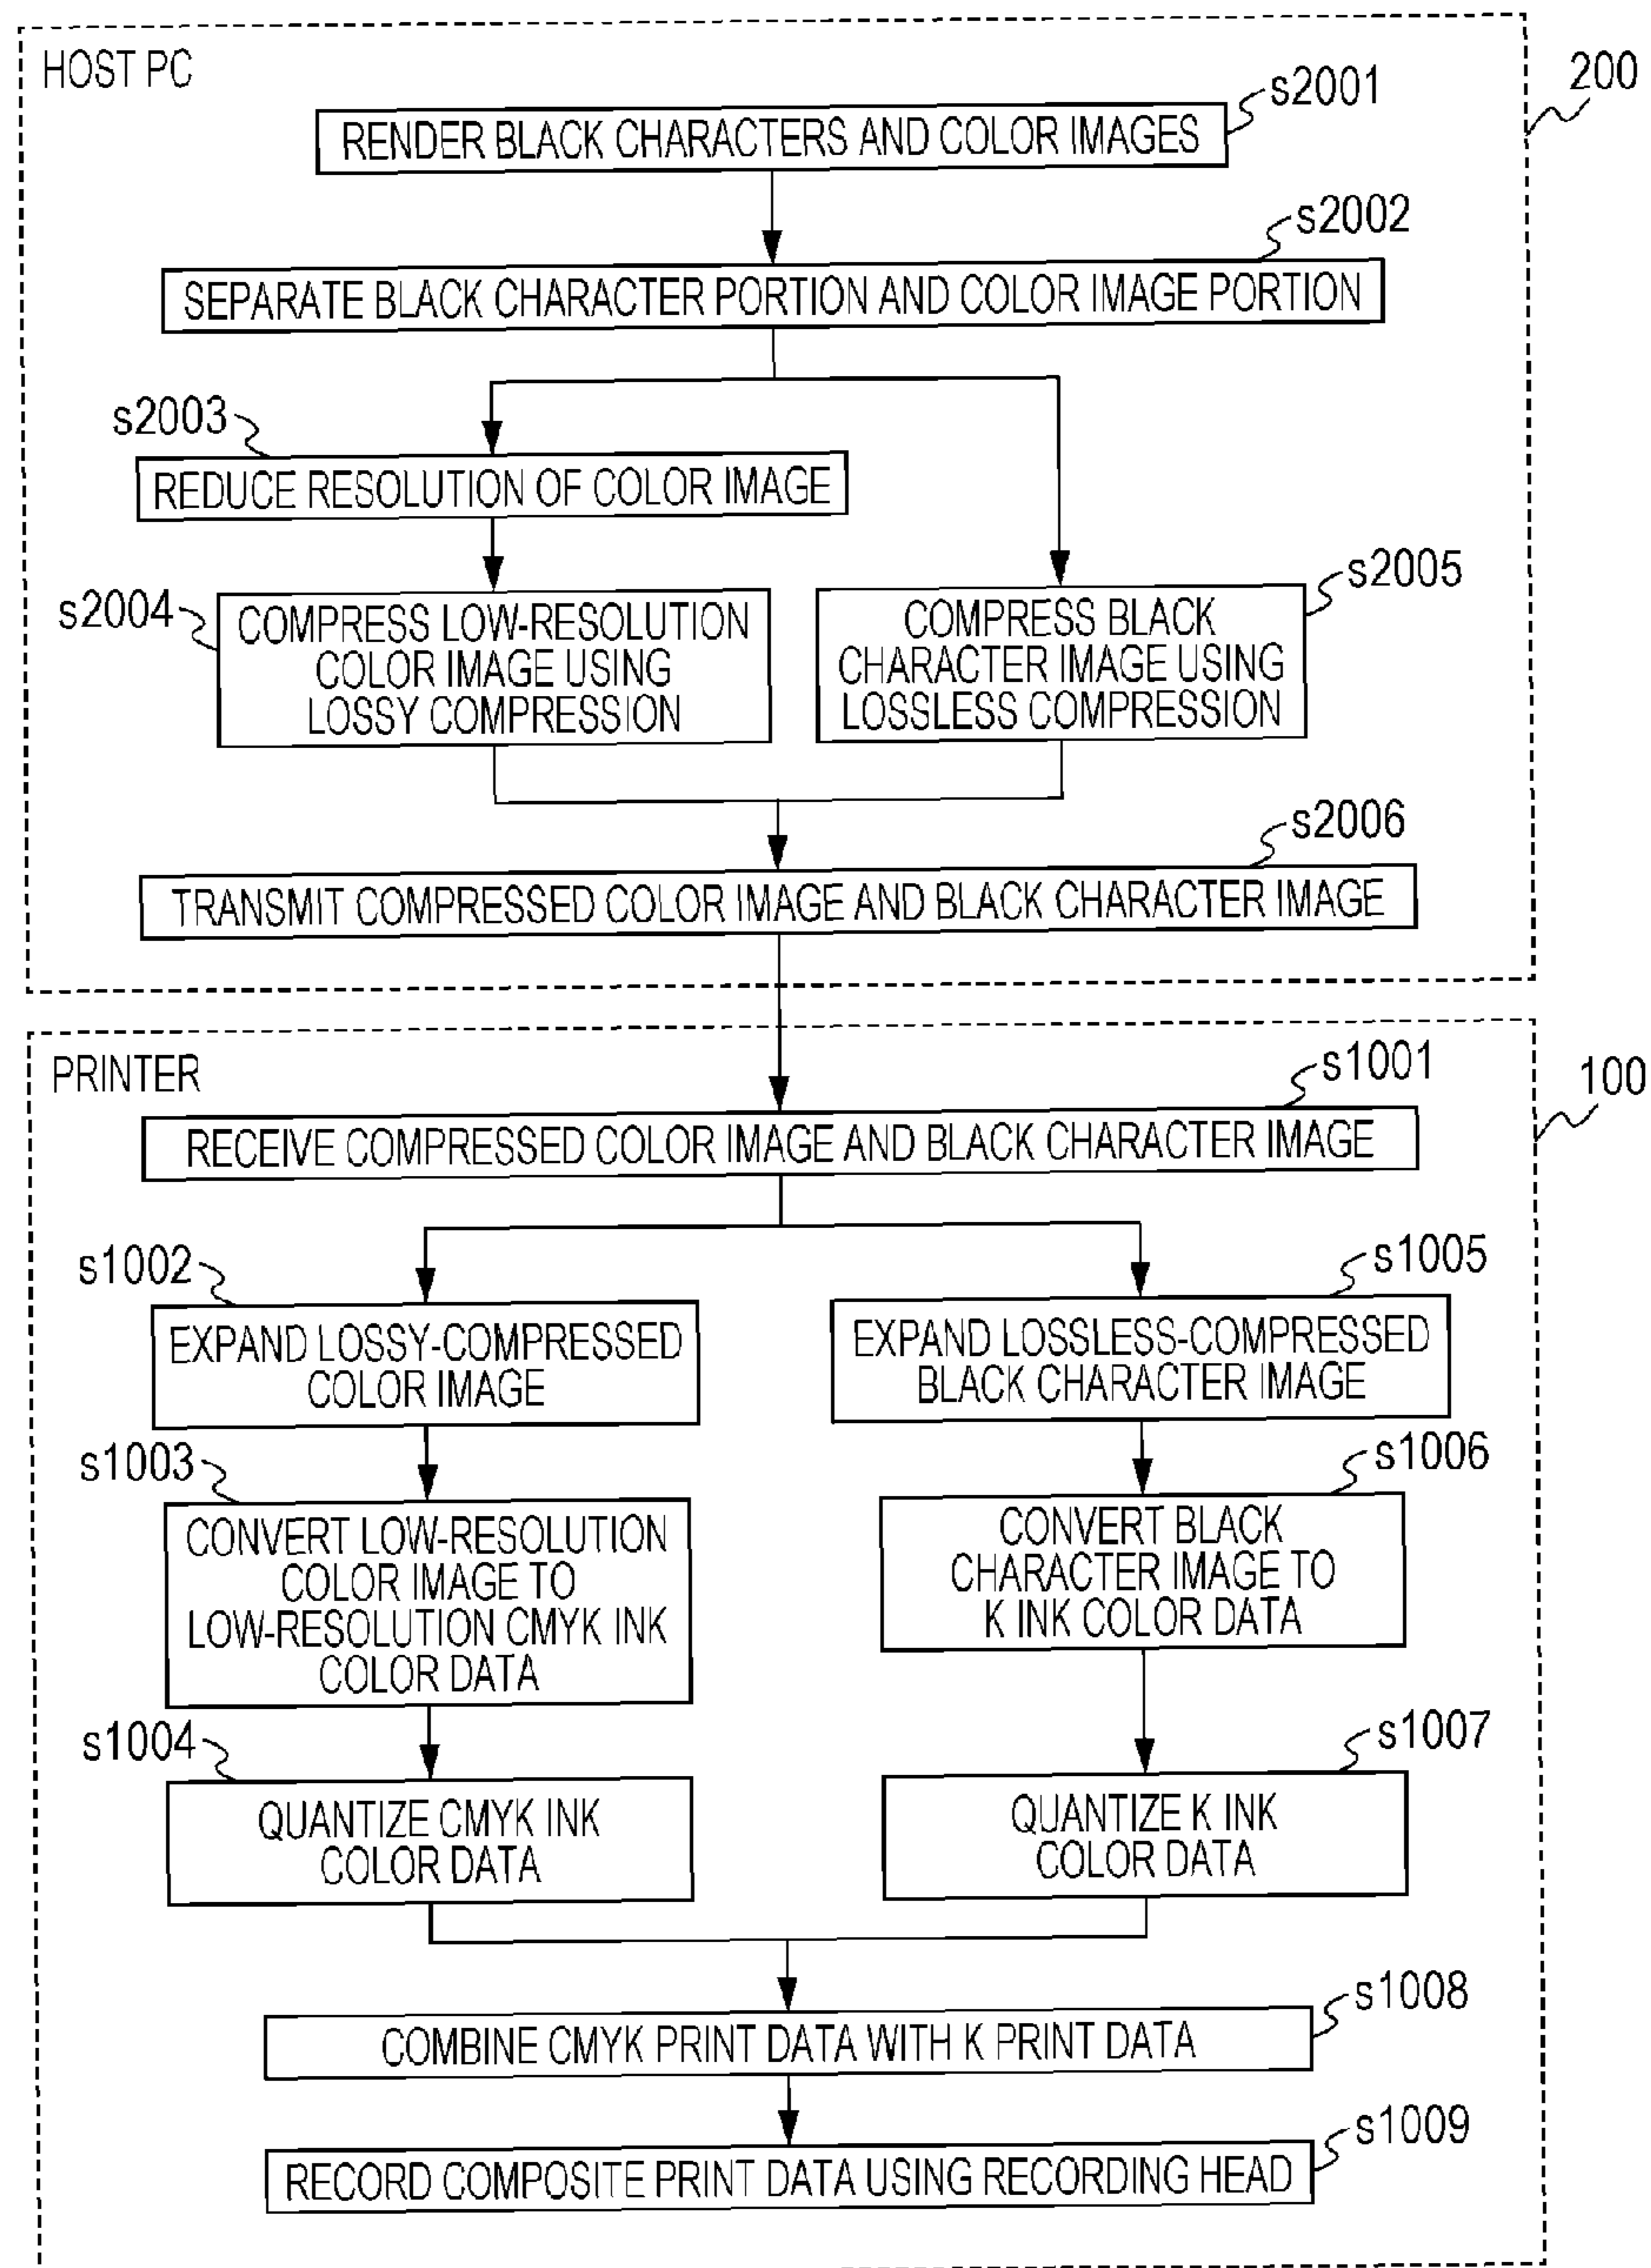 HOST PC
200
s2001
RENDER BLACK CHARACTERS AND COLOR IMAGES
s2002
SEPARATE BLACK CHARACTER PORTION AND COLOR IMAGE PORTION
s2003
REDUCE RESOLUTION OF COLOR IMAGE
s2004
COMPRESS LOW-RESOLUTION
COLOR IMAGE USING
LOSSY COMPRESSION
s2005
COMPRESS BLACK
CHARACTER IMAGE USING
LOSSLESS COMPRESSION
s2006
TRANSMIT COMPRESSED COLOR IMAGE AND BLACK CHARACTER IMAGE
PRINTER
100
s1001
RECEIVE COMPRESSED COLOR IMAGE AND BLACK CHARACTER IMAGE
s1002
EXPAND LOSSY-COMPRESSED
COLOR IMAGE
s1005
EXPAND LOSSLESS-COMPRESSED
BLACK CHARACTER IMAGE
s1003
CONVERT LOW-RESOLUTION
COLOR IMAGE TO
LOW-RESOLUTION CMYK INK
COLOR DATA
s1006
CONVERT BLACK
CHARACTER IMAGE TO
K INK COLOR DATA
s1004
QUANTIZE CMYK INK
COLOR DATA
s1007
QUANTIZE K INK
COLOR DATA
s1008
COMBINE CMYK PRINT DATA WITH K PRINT DATA
s1009
RECORD COMPOSITE PRINT DATA USING RECORDING HEAD